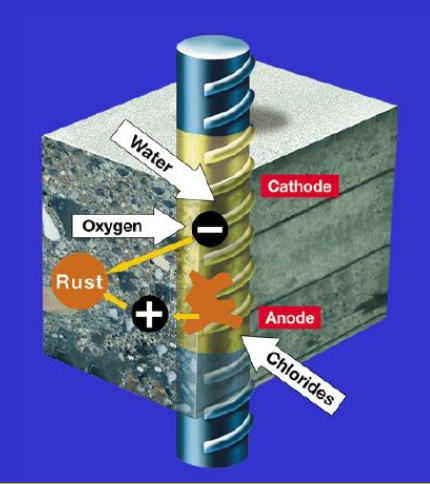 Water
Cathode
Oxygen
−
Rust
+
Anode
Chlorides